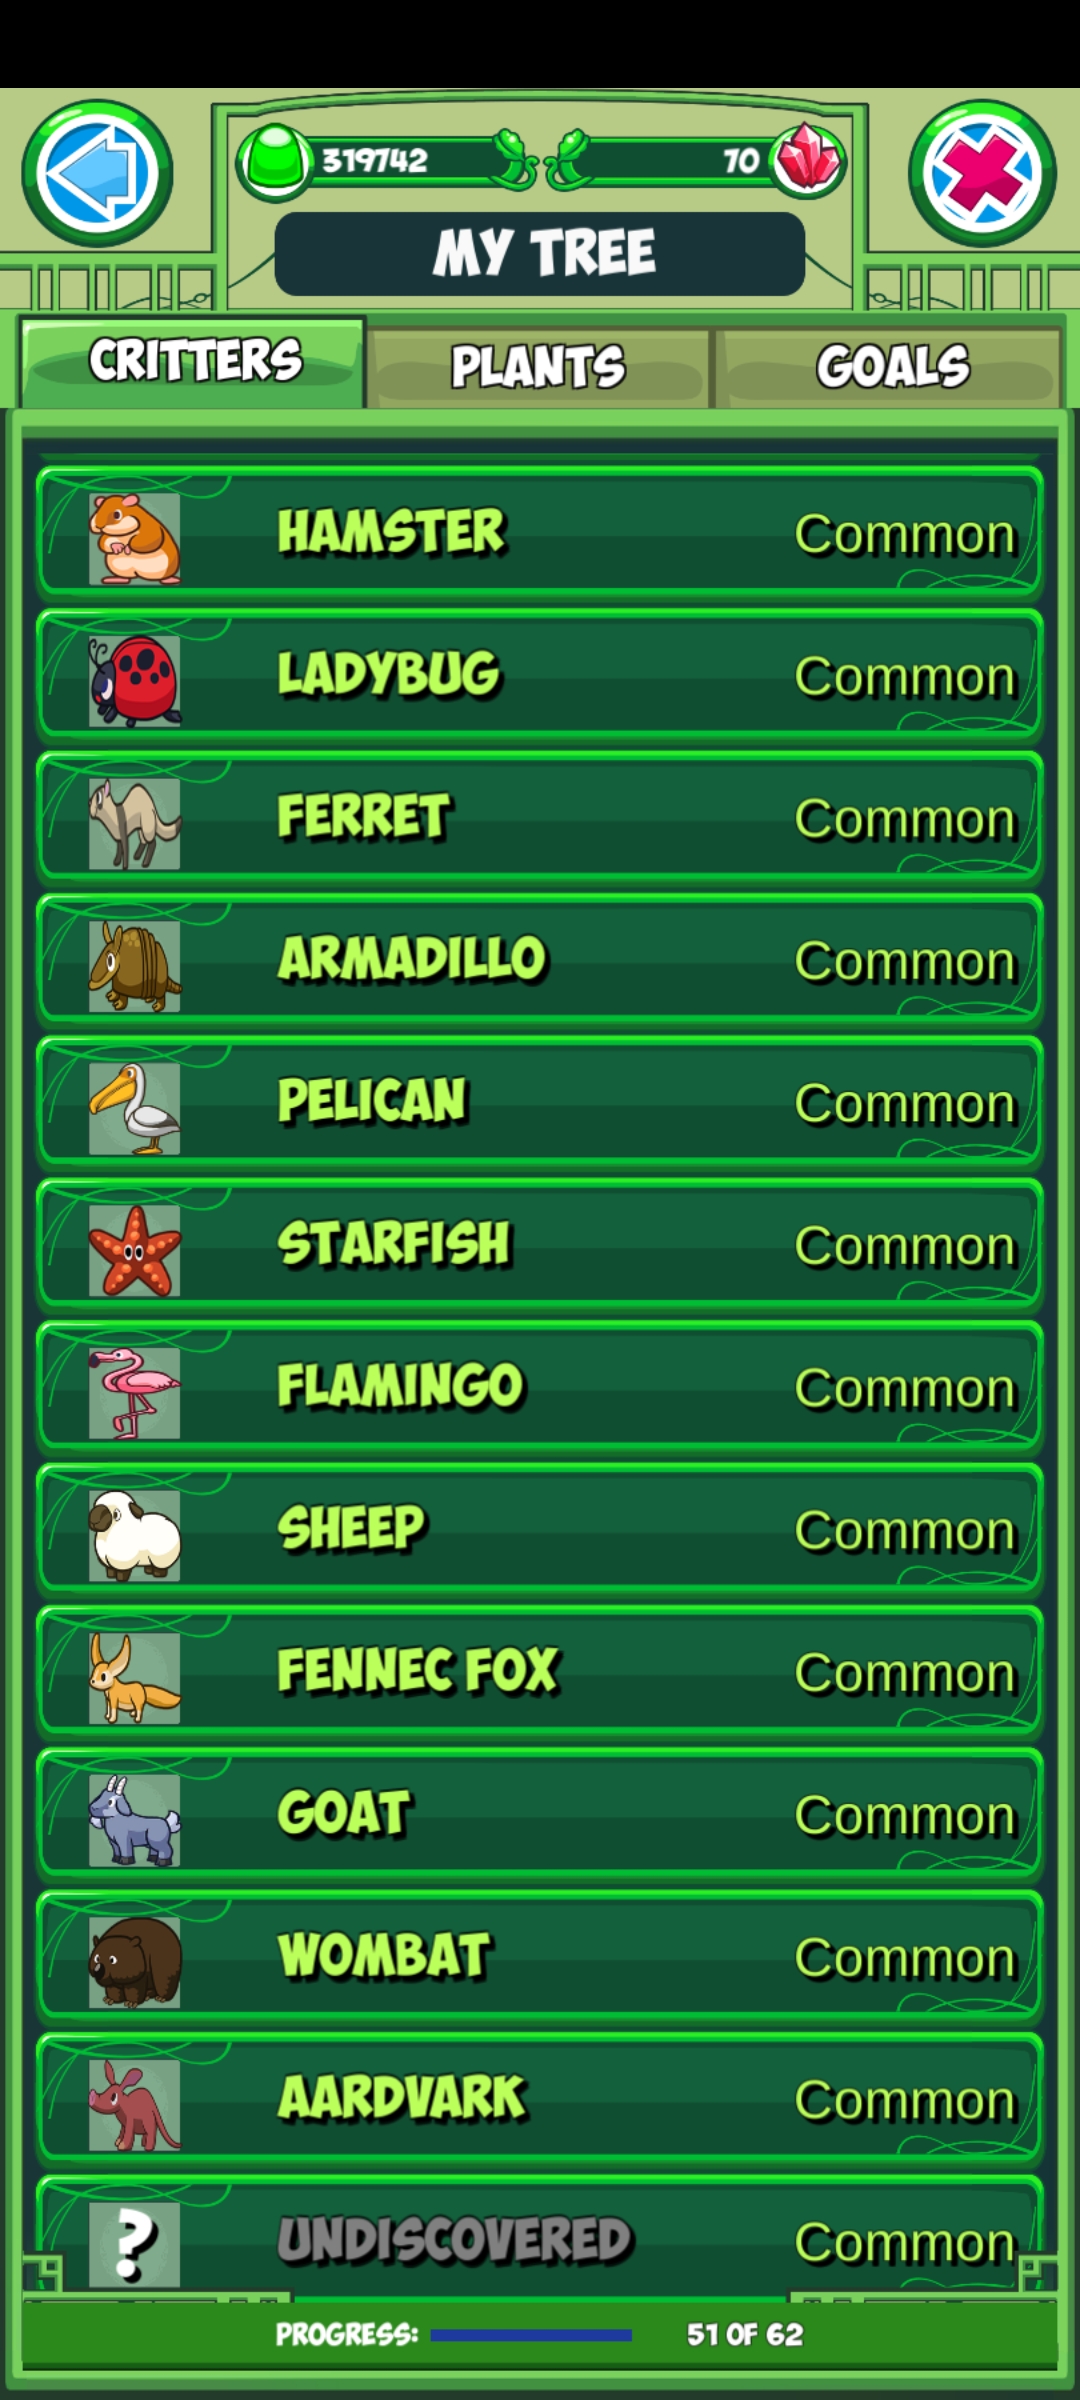 319742
70
MY TREE
CRITTERS
PLANTS
GOALS
HAMSTER
Common
LADYBUG
Common
FERRET
Common
ARMADILLO
Common
PELICAN
Common
STARFISH
Common
FLAMINGO
Common
SHEEP
Common
FENNEC FOX
Common
GOAT
Common
WOMBAT
Common
AARDVARK
Common
?
UNDISCOVERED
Common
PROGRESS:
51 OF 62